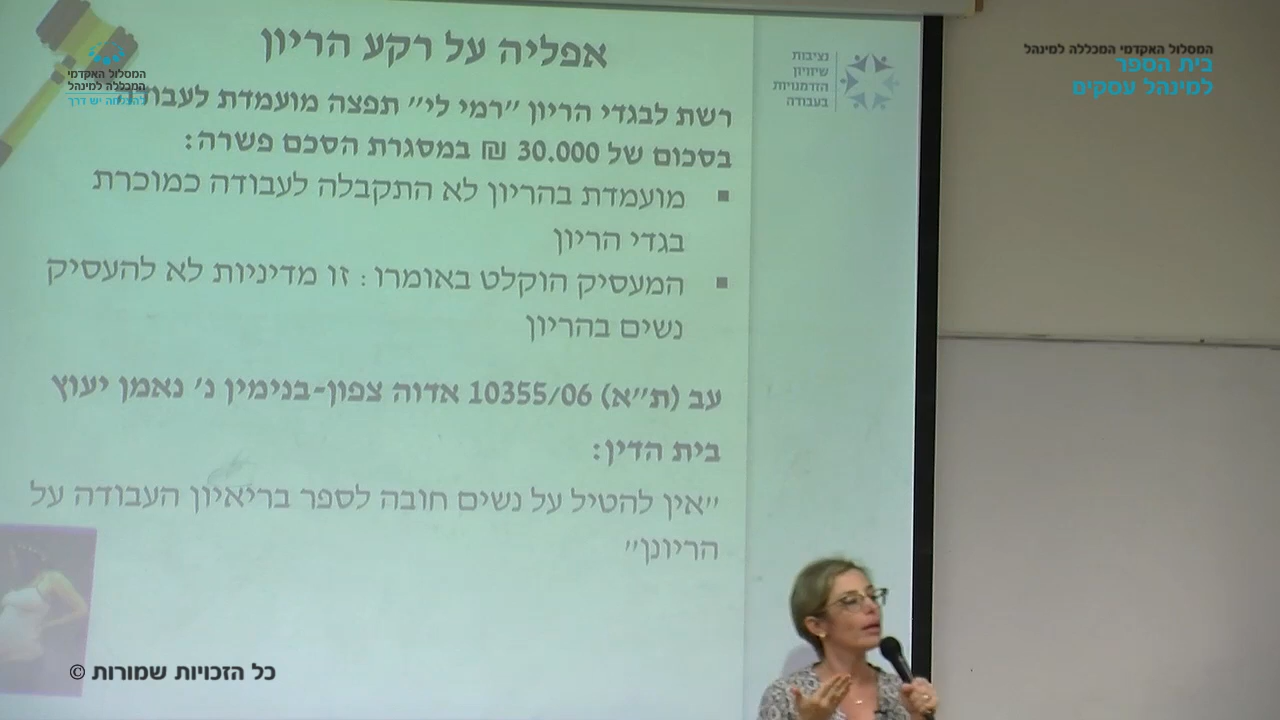 אפליה על רקע הריון
רשת לבגדי הריון "רמי לי" תפצה מועמדת לעבודה
בסכום של 30.000 ₪ במסגרת הסכם פשרה:
מועמדת בהריון לא התקבלה לעבודה כמוכרת
בגדי הריון
המעסיק הוקלט באומרו : זו מדיניות לא להעסיק
נשים בהריון
עב (ת"א) 10355/06 אדוה צפון-בנימין נ' נאמן יעוץ
בית הדין:
"אין להטיל על נשים חובה לספר בריאיון העבודה על
הריונן"
נציבות
שיוויון
הזדמנויות
בעבודה
המסלול האקדמי המכללה למינהל
בית הספר
למינהל עסקים
המסלול האקדמי
המכללה למינהל
להצלחה יש דרך
כל הזכויות שמורות ©